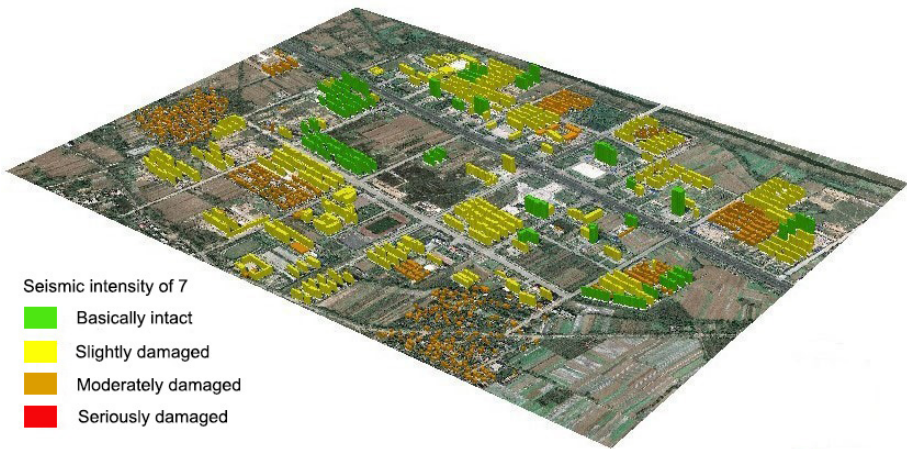 Seismic intensity of 7
Basically intact
Slightly damaged
Moderately damaged
Seriously damaged